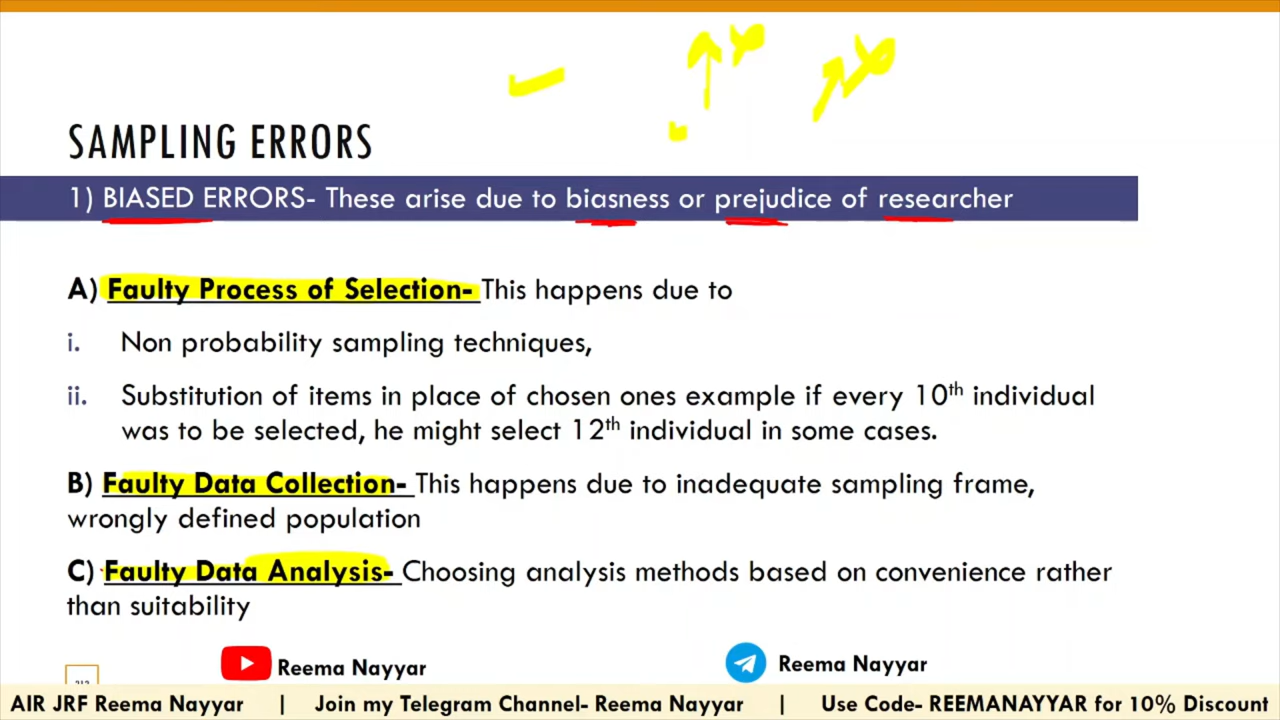 SAMPLING ERRORS
1) BIASED ERRORS- These arise due to biasness or prejudice of researcher
A) Faulty Process of Selection- This happens due to
i. Non probability sampling techniques,
ii. Substitution of items in place of chosen ones example if every 10th individual
was to be selected, he might select 12th individual in some cases.
B) Faulty Data Collection- This happens due to inadequate sampling frame,
wrongly defined population
C) Faulty Data Analysis- Choosing analysis methods based on convenience rather
than suitability
Reema Nayyar
Reema Nayyar
AIR JRF Reema Nayyar | Join my Telegram Channel- Reema Nayyar | Use Code- REEMANAYYAR for 10% Discount